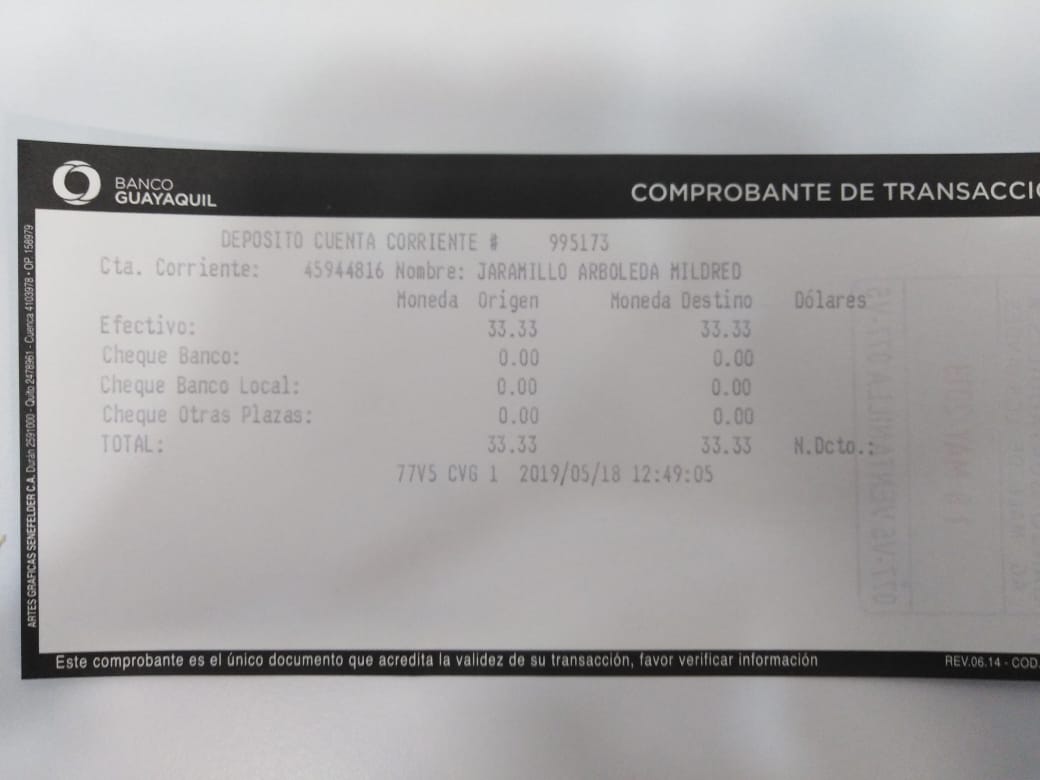 BANCO
GUAYAQUIL
COMPROBANTE DE TRANSACCIO
DEPOSITO CUENTA CORRIENTE # 995173
Cta. Corriente: 45944816 Nombre: JARAMILLO ARBOLEDA MILDRED
Moneda Origen Moneda Destino Dólares
Efectivo: 33.33 33.33
Cheque Banco: 0.00 0.00
Cheque Banco Local: 0.00 0.00
Cheque Otras Plazas: 0.00 0.00
TOTAL: 33.33 33.33 N.Dcto.:
77V5 CVG 1 2019/05/18 12:49:05
Este comprobante es el único documento que acredita la validez de su transacción, favor verificar información
REV.06.14 - COD.
ARTES GRAFICAS SENEFELDER C.A. Durán 2591000 - Quito 2478961 - Cuenca 4103978 • OP. 158979